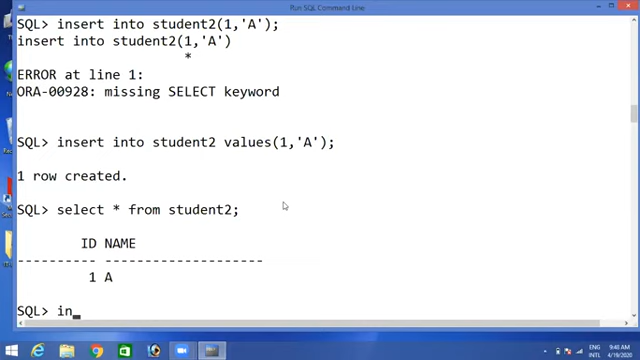 Run SQL Command Line
SQL> insert into student2(1,'A');
insert into student2(1,'A')
*
ERROR at line 1:
ORA-00928: missing SELECT keyword
SQL> insert into student2 values(1,'A');
1 row created.
SQL> select * from student2;
ID NAME
---------- --------------------
1 A
SQL> in_
ENG
INTL
9:40 AM
4/19/2020